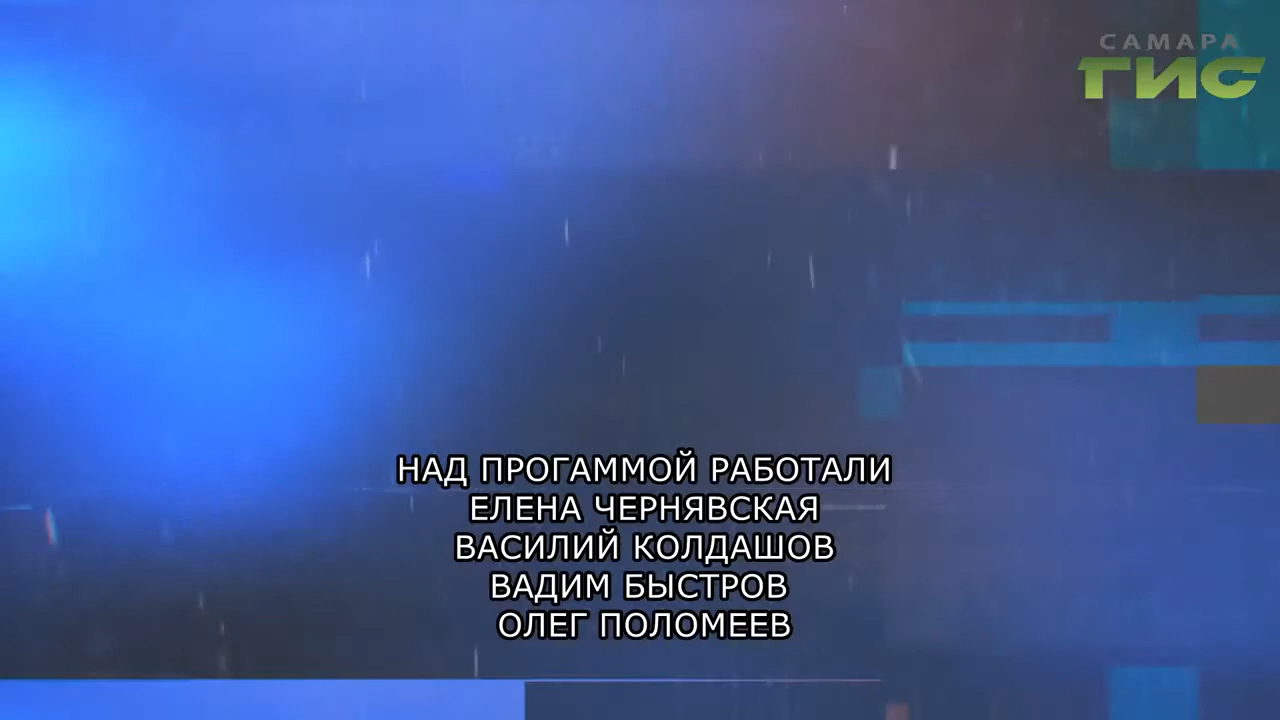 САМАРА
ГИС
НАД ПРОГАММОЙ РАБОТАЛИ
ЕЛЕНА ЧЕРНЯВСКАЯ
ВАСИЛИЙ КОЛДАШОВ
ВАДИМ БЫСТРОВ
ОЛЕГ ПОЛОМЕЕВ